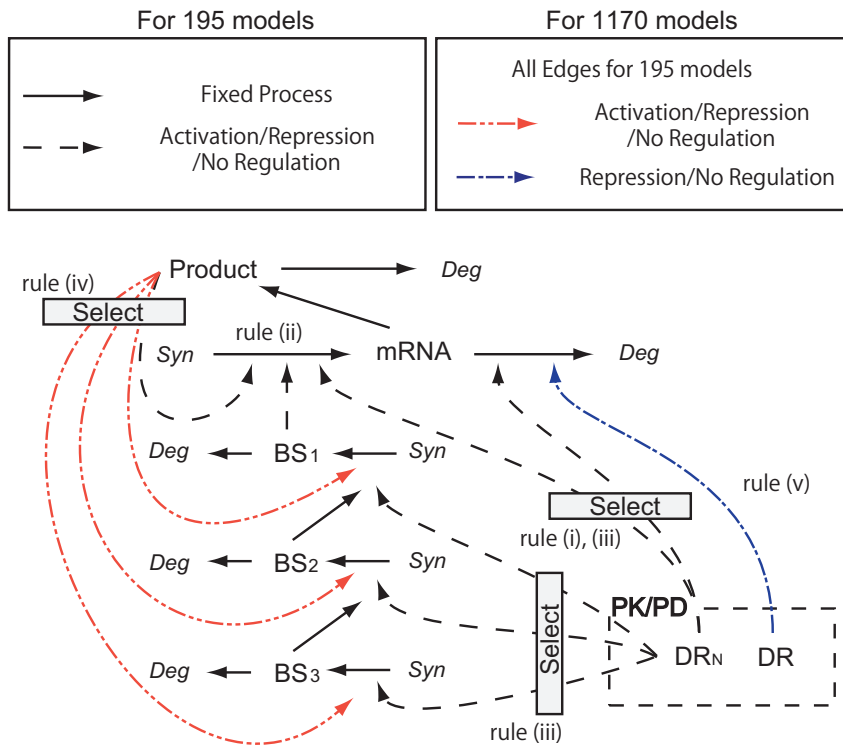 For 195 models
For 1170 models
Fixed Process
Activation/Repression
/No Regulation
All Edges for 195 models
Activation/Repression
/No Regulation
Repression/No Regulation
rule (iv)
Product
Deg
Select
rule (ii)
Syn
mRNA
Deg
Deg
BS1
Syn
Select
rule (v)
rule (i), (iii)
Deg
BS2
Syn
Select
PK/PD
Deg
BS3
Syn
DRN
DR
rule (iii)